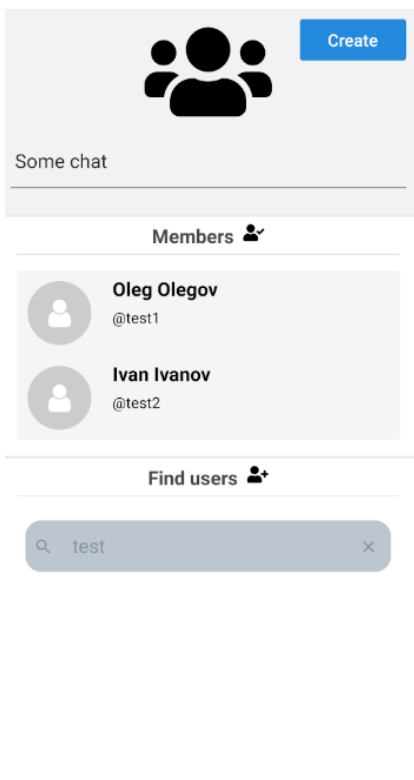 Create
Some chat
Members
Oleg Olegov
@test1
Ivan Ivanov
@test2
Find users
test